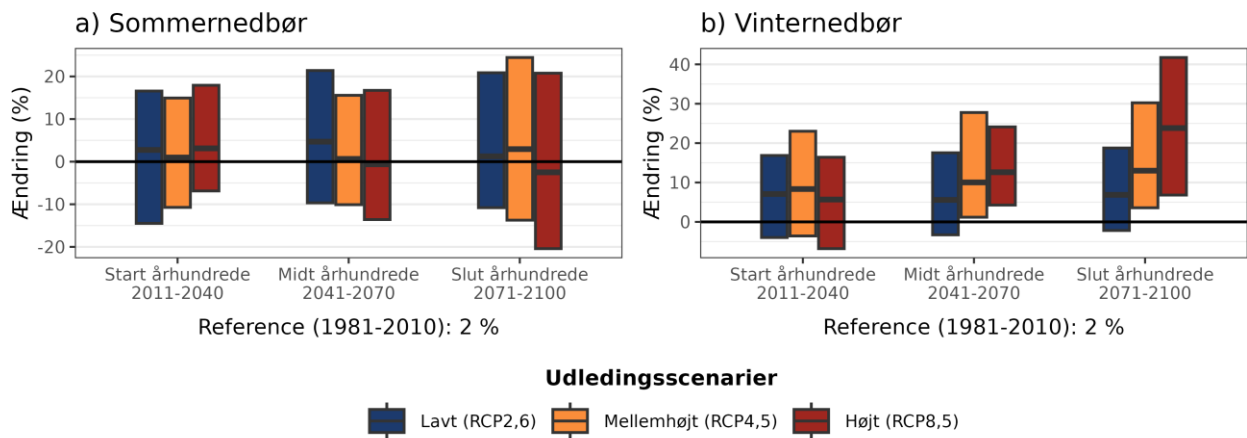 a) Sommernedbør
Ændring (%)
20
10
0
-10
-20
Start århundrede
2011-2040
Midt århundrede
2041-2070
Slut århundrede
2071-2100
Reference (1981-2010): 2 %
b) Vinternedbør
Ændring (%)
40
30
20
10
0
Start århundrede
2011-2040
Midt århundrede
2041-2070
Slut århundrede
2071-2100
Reference (1981-2010): 2 %
Udledingsscenarier
Lavt (RCP2,6)
Mellemhøjt (RCP4,5)
Højt (RCP8,5)